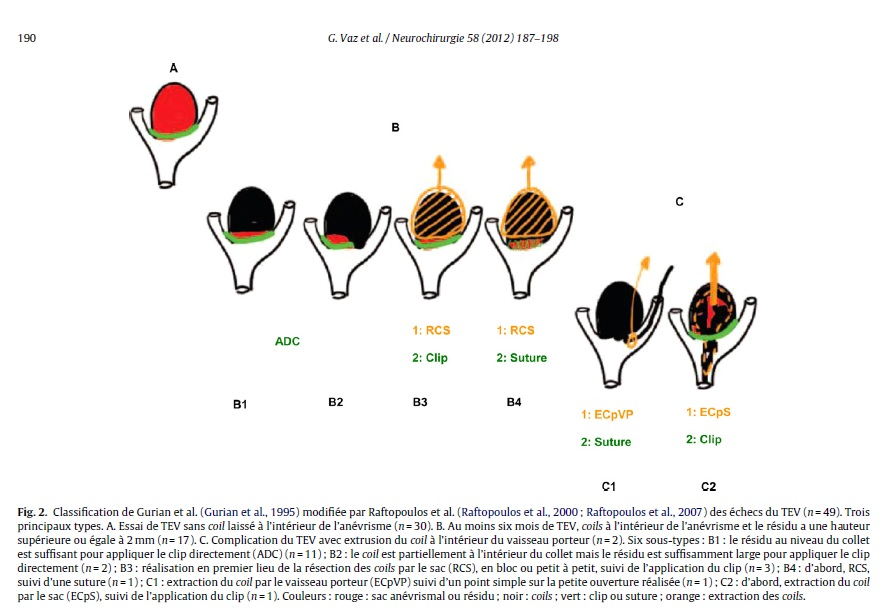 190
G. Vaz et al. / Neurochirurgie 58 (2012) 187–198
A
B
C
ADC
1: RCS
2: Clip
1: RCS
2: Suture
B1
B2
B3
B4
1: ECpVP
2: Suture
1: ECpS
2: Clip
C1
C2
Fig. 2. Classification de Gurian et al. (Gurian et al., 1995) modifiée par Raftopoulos et al. (Raftopoulos et al., 2000 ; Raftopoulos et al., 2007) des échecs du TEV (n = 49). Trois
principaux types. A. Essai de TEV sans coil laissé à l'intérieur de l'anévrisme (n = 30). B. Au moins six mois de TEV, coils à l'intérieur de l'anévrisme et le résidu a une hauteur
supérieure ou égale à 2 mm (n = 17). C. Complication du TEV avec extrusion du coil à l'intérieur du vaisseau porteur (n = 2). Six sous-types : B1 : le résidu au niveau du collet
est suffisant pour appliquer le clip directement (ADC) (n = 11) ; B2 : le coil est partiellement à l'intérieur du collet mais le résidu est suffisamment large pour appliquer le clip
directement (n = 2) ; B3 : réalisation en premier lieu de la résection des coils par le sac (RCS), en bloc ou petit à petit, suivi de l'application du clip (n = 3) ; B4 : d'abord, RCS,
suivi d'une suture (n = 1) ; C1 : extraction du coil par le vaisseau porteur (ECpVP) suivi d'un point simple sur la petite ouverture réalisée (n = 1) ; C2 : d'abord, extraction du coil
par le sac (ECpS), suivi de l'application du clip (n = 1). Couleurs : rouge : sac anévrismal ou résidu ; noir : coils ; vert : clip ou suture ; orange : extraction des coils.